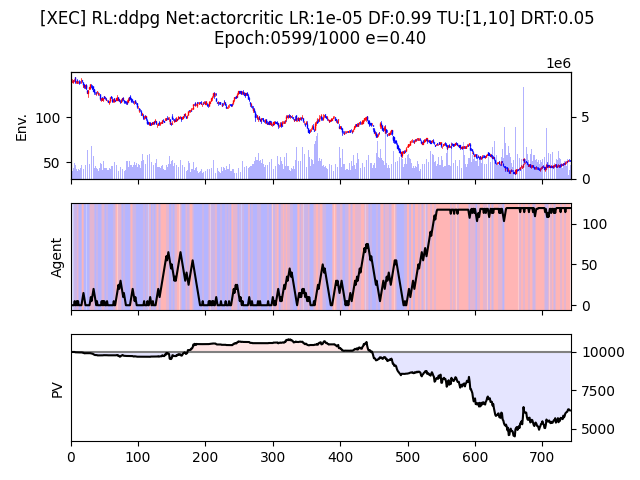 [XEC] RL:ddpg Net:actorcritic LR:1e-05 DF:0.99 TU:[1,10] DRT:0.05
Epoch:0599/1000 e=0.40
1e6
Env.
100
50
5
0
Agent
100
50
0
PV
10000
7500
5000
0 100 200 300 400 500 600 700